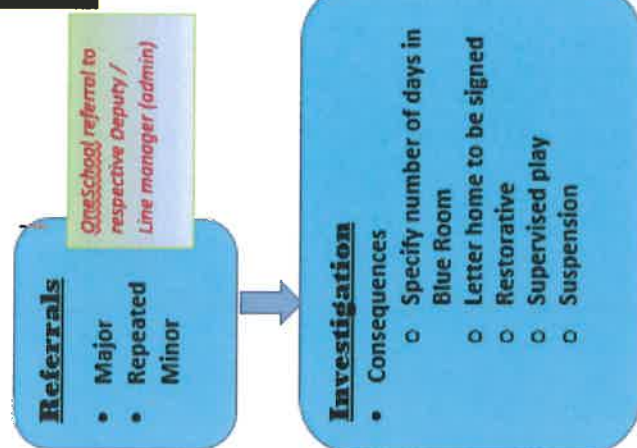 Referrals
• Major
• Repeated
Minor
OneSchool referral to
respective Deputy /
Line manager (admin)
Investigation
• Consequences
o Specify number of days in
Blue Room
o Letter home to be signed
o Restorative
o Supervised play
o Suspension